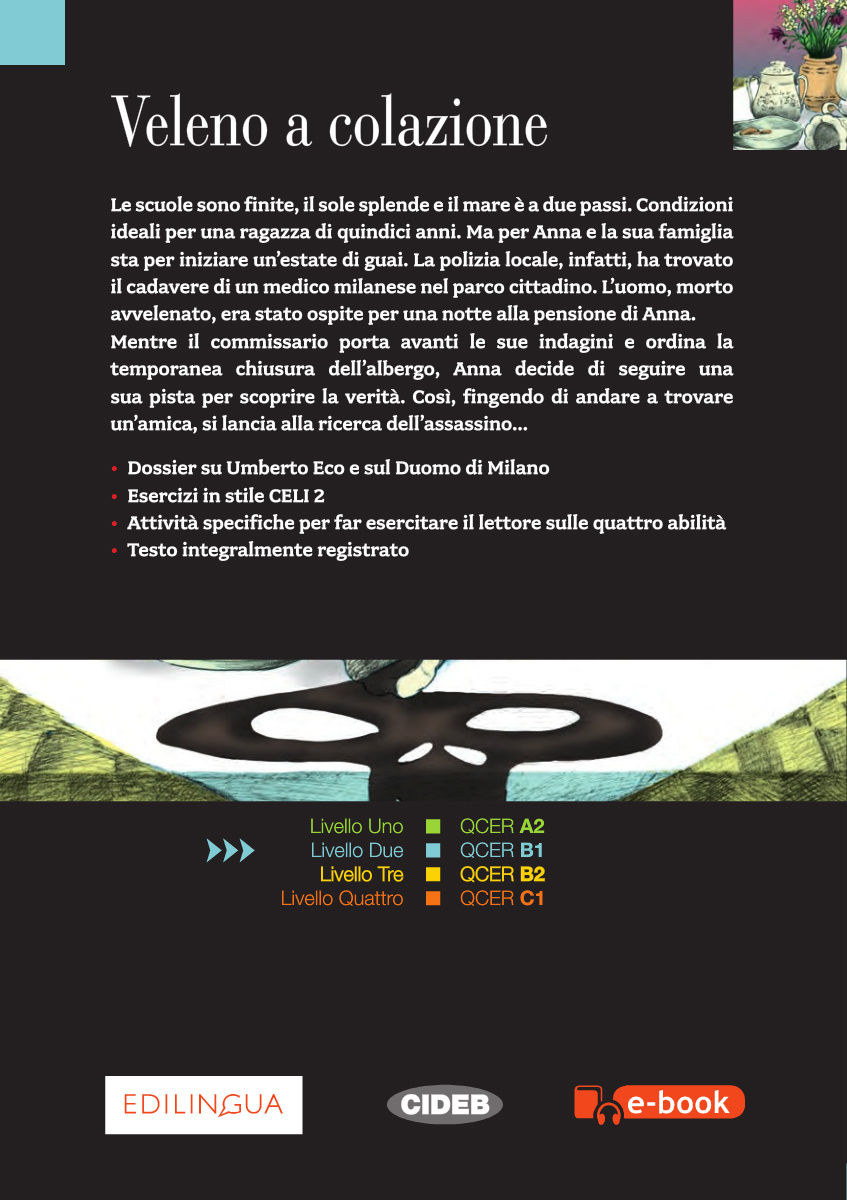 Veleno a colazione
Le scuole sono finite, il sole splende e il mare è a due passi. Condizioni
ideali per una ragazza di quindici anni. Ma per Anna e la sua famiglia
sta per iniziare un’estate di guai. La polizia locale, infatti, ha trovato
il cadavere di un medico milanese nel parco cittadino. L’uomo, morto
avvelenato, era stato ospite per una notte alla pensione di Anna.
Mentre il commissario porta avanti le sue indagini e ordina la
temporanea chiusura dell’albergo, Anna decide di seguire una
sua pista per scoprire la verità. Così, fingendo di andare a trovare
un’amica, si lancia alla ricerca dell’assassino...
• Dossier su Umberto Eco e sul Duomo di Milano
• Esercizi in stile CELI 2
• Attività specifiche per far esercitare il lettore sulle quattro abilità
• Testo integralmente registrato
Livello Uno ■ QCER A2
Livello Due ■ QCER B1
Livello Tre ■ QCER B2
Livello Quattro ■ QCER C1
EDILINGUA
CIDEB
e-book